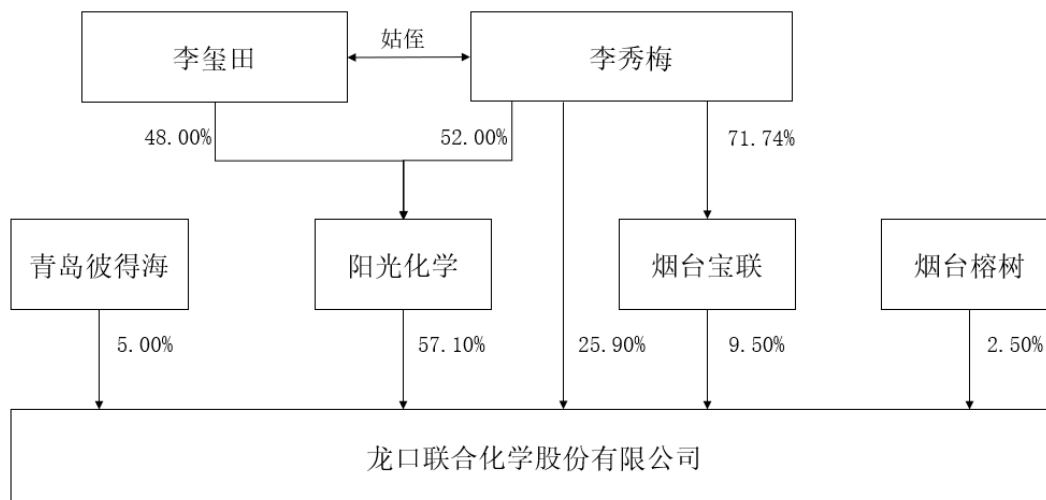 李玺田
姑侄
李秀梅
48.00%
52.00%
71.74%
青岛彼得海
阳光化学
烟台宝联
烟台榕树
5.00%
57.10%
25.90%
9.50%
2.50%
龙口联合化学股份有限公司